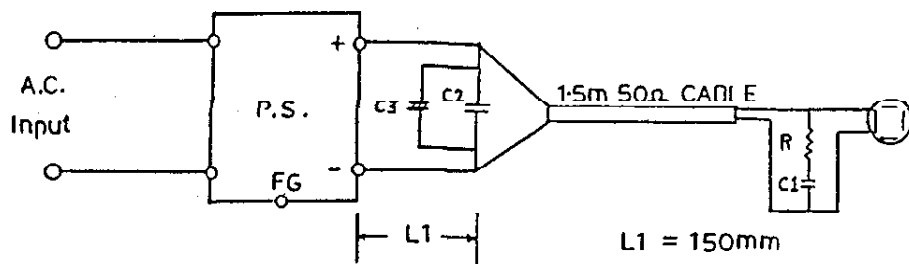 A.C.
Input
P.S.
+
-
FG
C3
C2
L1
1.5m 50Ω CABLE
R
C1
L1 = 150mm